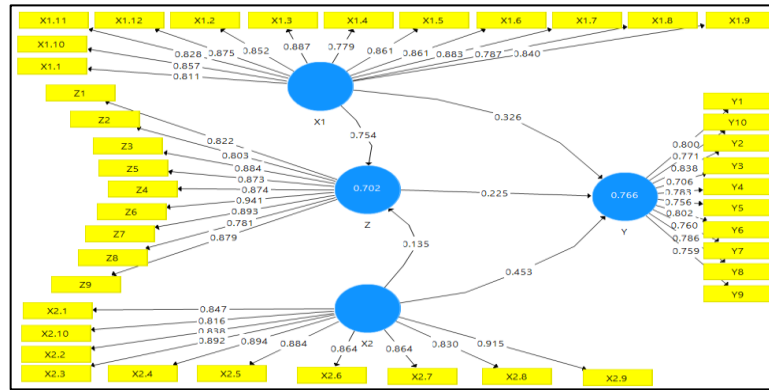 X1.11
X1.12
X1.2
X1.3
X1.4
X1.5
X1.6
X1.7
X1.8
X1.9
X1.10
X1.1
0.828
0.875
0.852
0.887
0.779
0.861
0.861
0.883
0.787
0.840
0.857
0.811
X1
Z1
Z2
Z3
Z5
Z4
Z6
Z7
Z8
Z9
0.822
0.803
0.884
0.873
0.874
0.941
0.893
0.781
0.879
0.754
0.326
0.702
Z
0.225
0.135
0.453
0.766
Y
Y1
Y10
Y2
Y3
Y4
Y5
Y6
Y7
Y8
Y9
0.800
0.771
0.838
0.706
0.783
0.756
0.802
0.760
0.786
0.759
X2.1
X2.10
X2.2
X2.3
X2.4
X2.5
X2.6
X2.7
X2.8
X2.9
0.847
0.816
0.838
0.892
0.894
0.884
0.864
0.864
0.830
0.915
X2